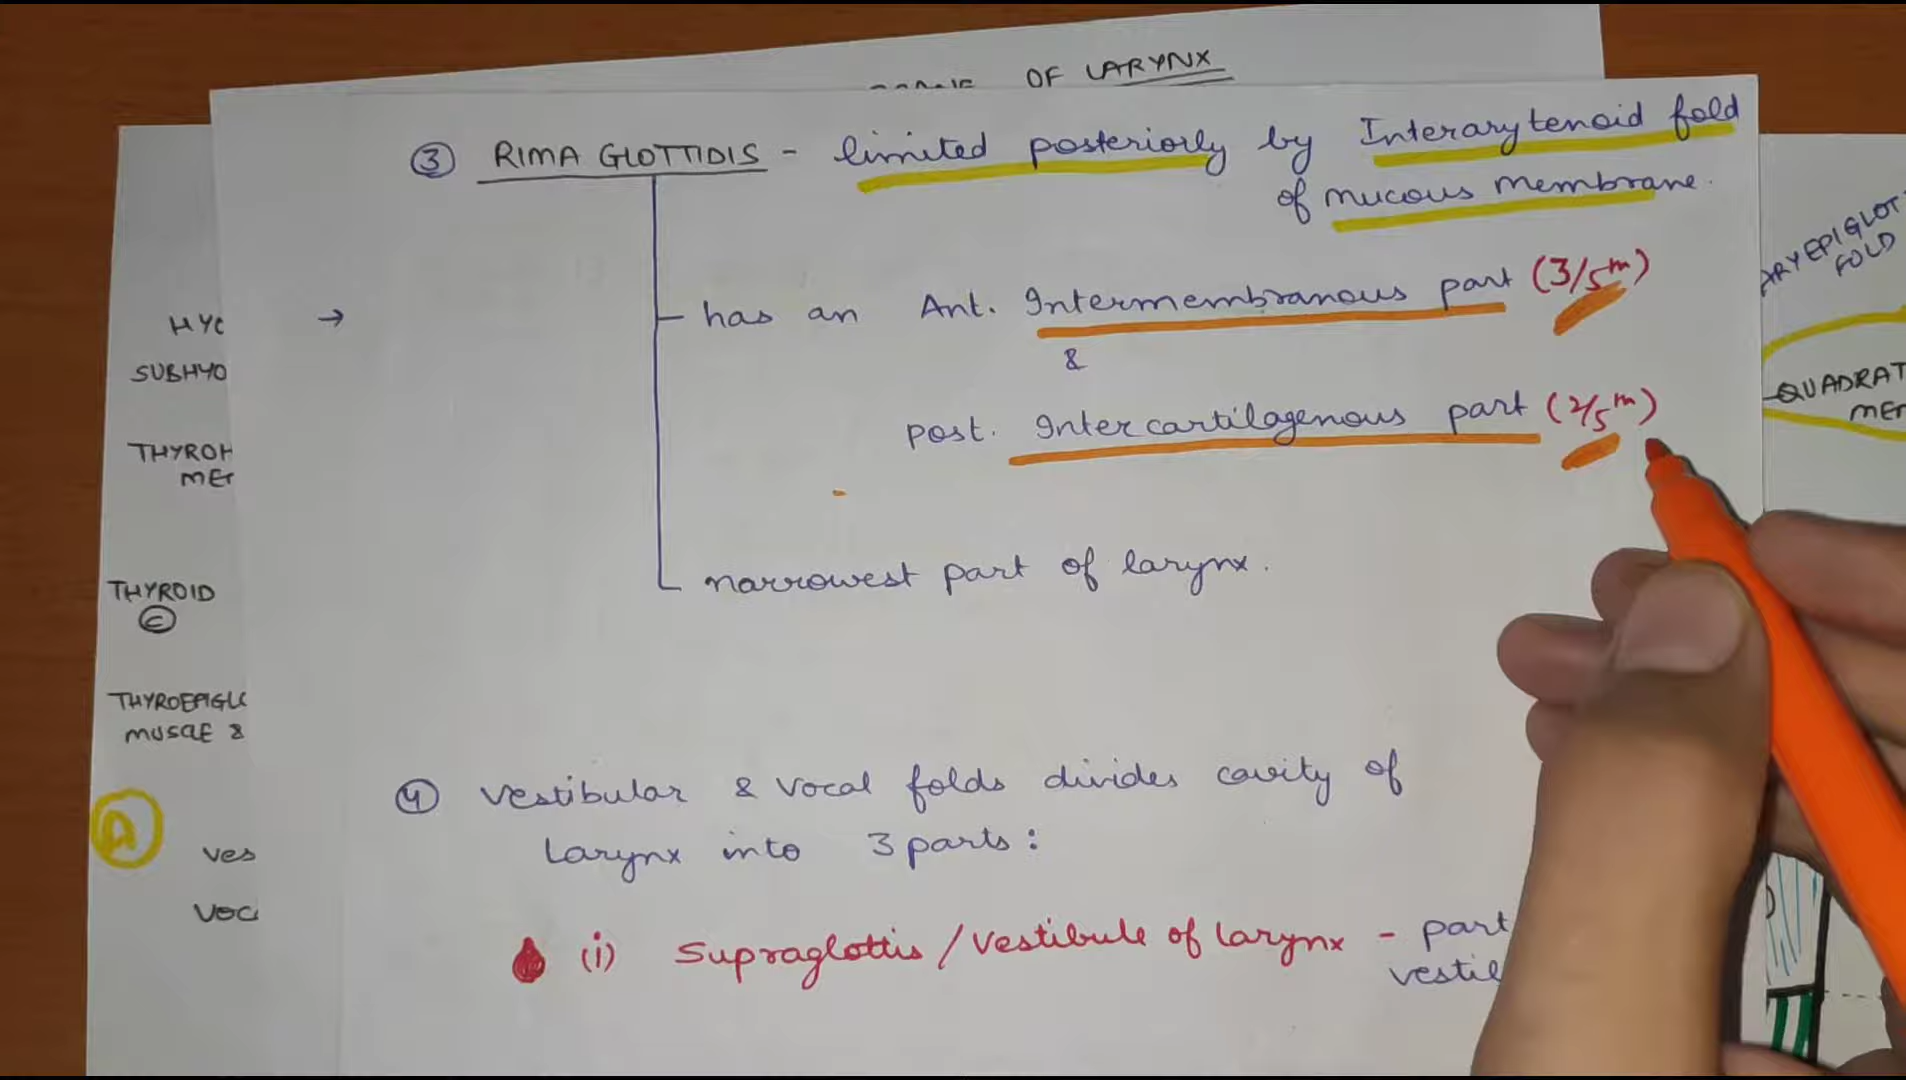 OF LARYNX
③ RIMA GLOTTIDIS - limited posteriorly by Interarytenoid fold
of mucous membrane.
→ has an Ant. Intermembranous part (3/5th)
&
post. Intercartilagenous part (2/5th)
narrowest part of larynx.
④ vestibular & vocal folds divides cavity of
larynx into 3 parts:
(i) Supraglottis / Vestibule of larynx - part
vestib
HYO
SUBHYO
THYROH
MEM
THYROID
C
THYROEPIGLO
MUSCLE &
A
VES
VOC
ARYEPIGLOT
FOLD
QUADRAT
MEM